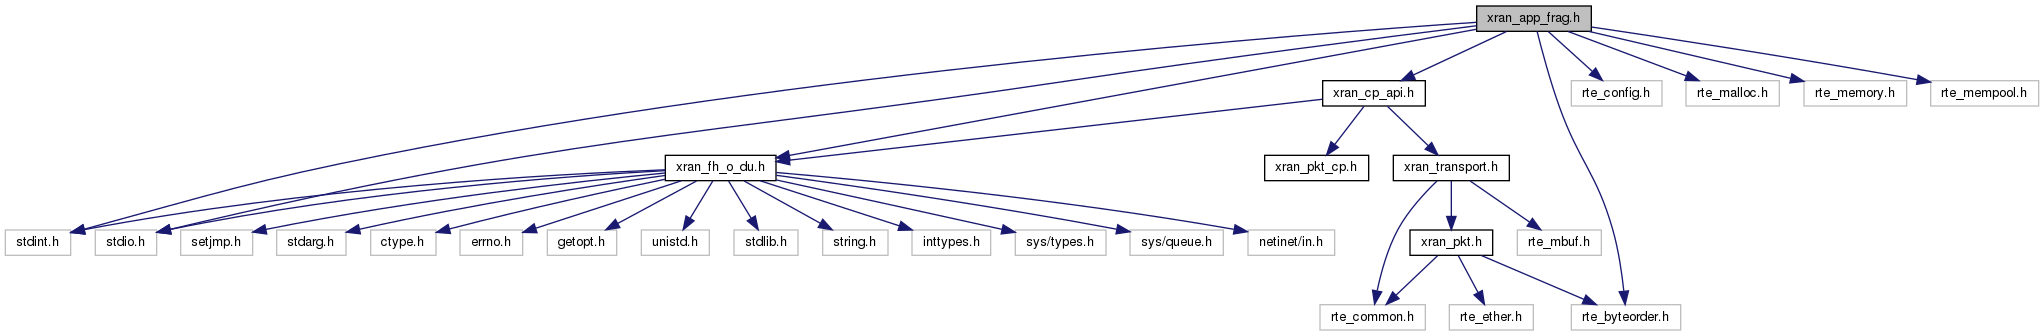 xran_app_frag.h
xran_cp_api.h
rte_config.h
rte_malloc.h
rte_memory.h
rte_mempool.h
xran_fh_o_du.h
xran_pkt_cp.h
xran_transport.h
stdint.h
stdio.h
setjmp.h
stdarg.h
ctype.h
errno.h
getopt.h
unistd.h
stdlib.h
string.h
inttypes.h
sys/types.h
sys/queue.h
netinet/in.h
xran_pkt.h
rte_mbuf.h
rte_common.h
rte_ether.h
rte_byteorder.h